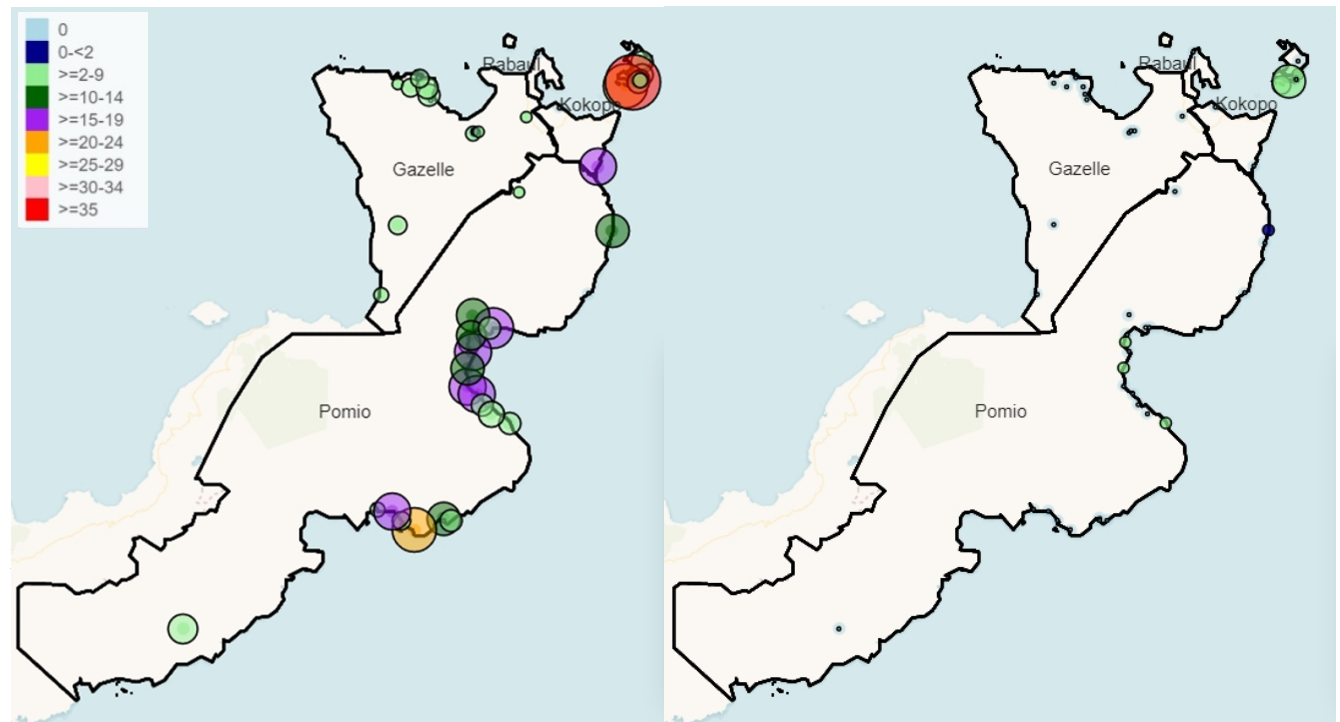 0
0-<2
>=2-9
>=10-14
>=15-19
>=20-24
>=25-29
>=30-34
>=35
Rabaul
Kokopo
Gazelle
Pomio
Rabaul
Kokopo
Gazelle
Pomio